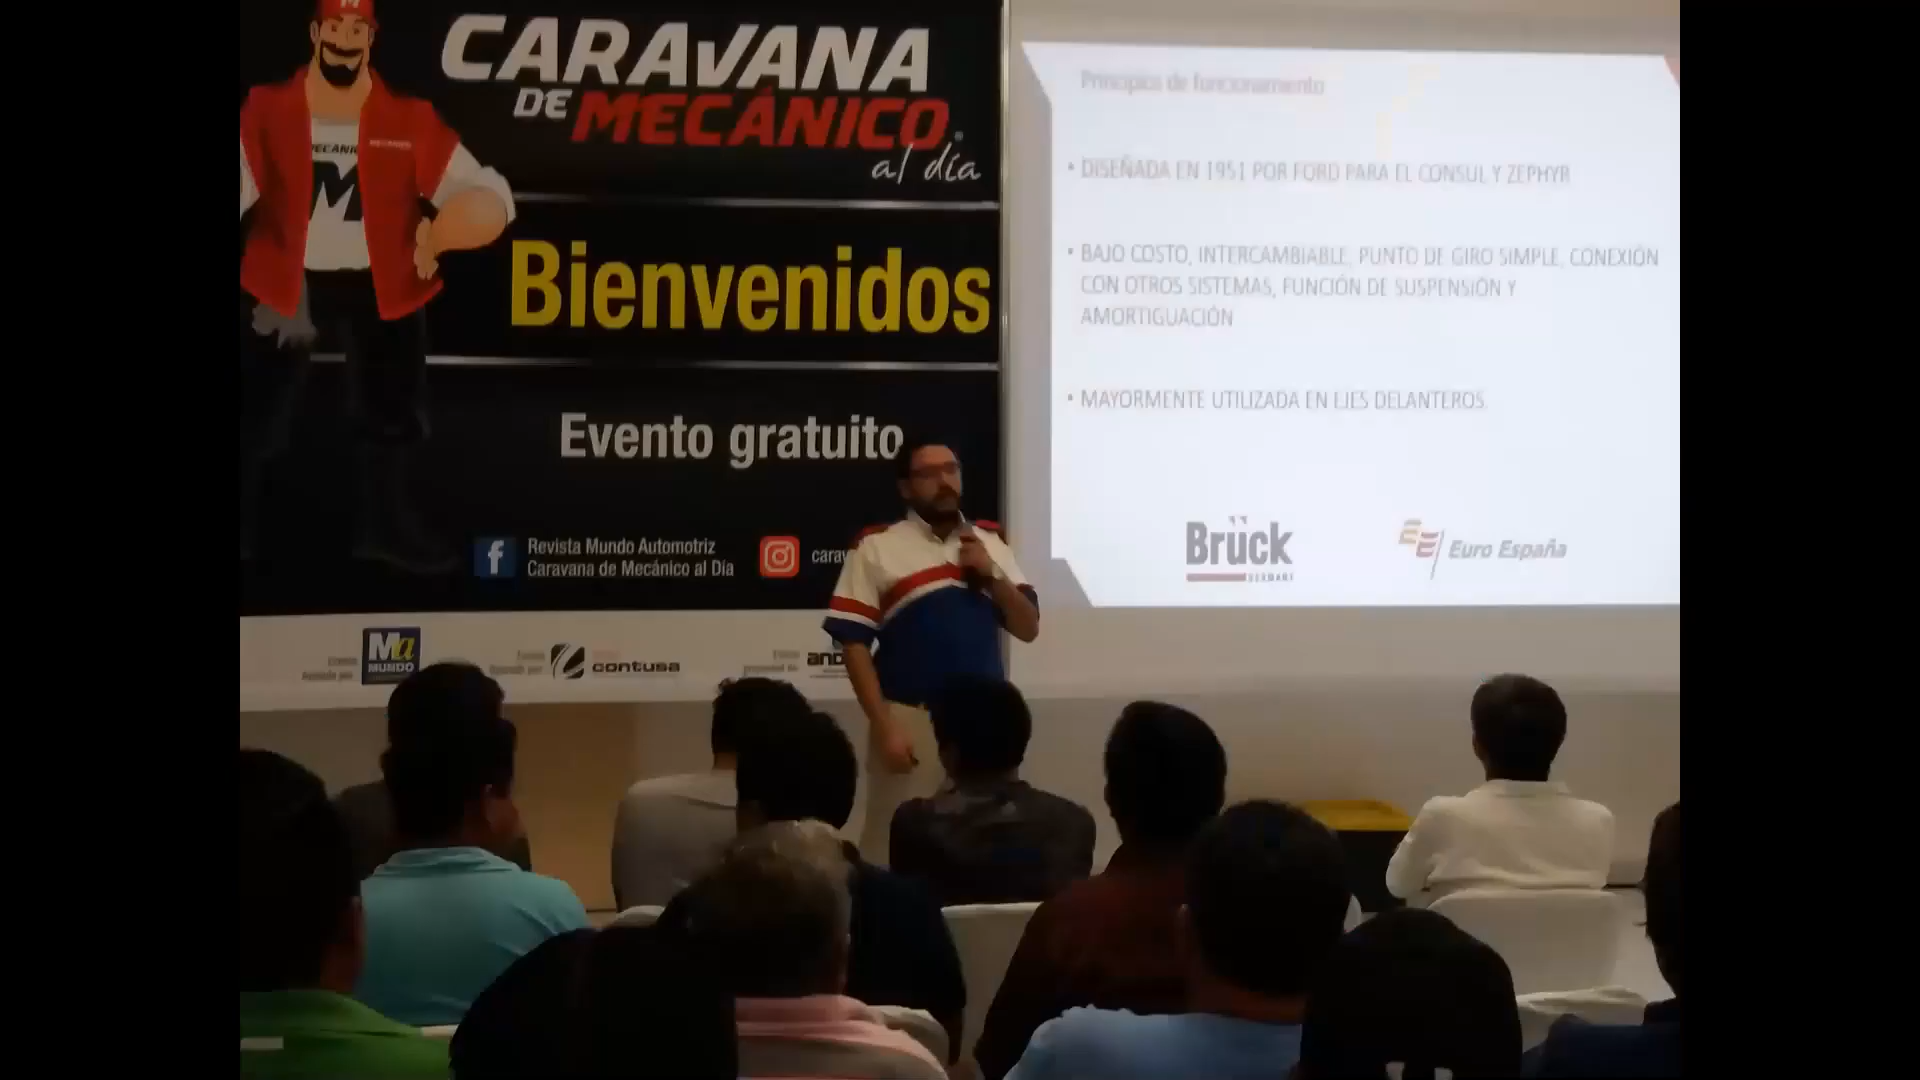 CARAVANA
DE MECÁNICO
al día
MECÁNICO
M
Bienvenidos
Evento gratuito
Revista Mundo Automotriz
Caravana de Mecánico al Día
Ma
MUNDO
contusa
Principios de funcionamiento
• DISEÑADA EN 1951 POR FORD PARA EL CONSUL Y ZEPHYR
• BAJO COSTO, INTERCAMBIABLE, PUNTO DE GIRO SIMPLE, CONEXIÓN
CON OTROS SISTEMAS, FUNCIÓN DE SUSPENSIÓN Y
AMORTIGUACIÓN
• MAYORMENTE UTILIZADA EN EJES DELANTEROS.
Brück
GERMANY
Euro España